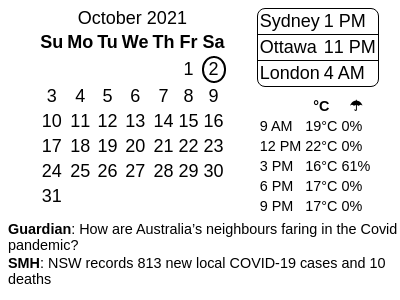 October 2021
Su Mo Tu We Th Fr Sa
1 2
3 4 5 6 7 8 9
10 11 12 13 14 15 16
17 18 19 20 21 22 23
24 25 26 27 28 29 30
31
Sydney 1 PM
Ottawa 11 PM
London 4 AM
°C ☂
9 AM 19°C 0%
12 PM 22°C 0%
3 PM 16°C 61%
6 PM 17°C 0%
9 PM 17°C 0%
Guardian: How are Australia’s neighbours faring in the Covid
pandemic?
SMH: NSW records 813 new local COVID-19 cases and 10
deaths